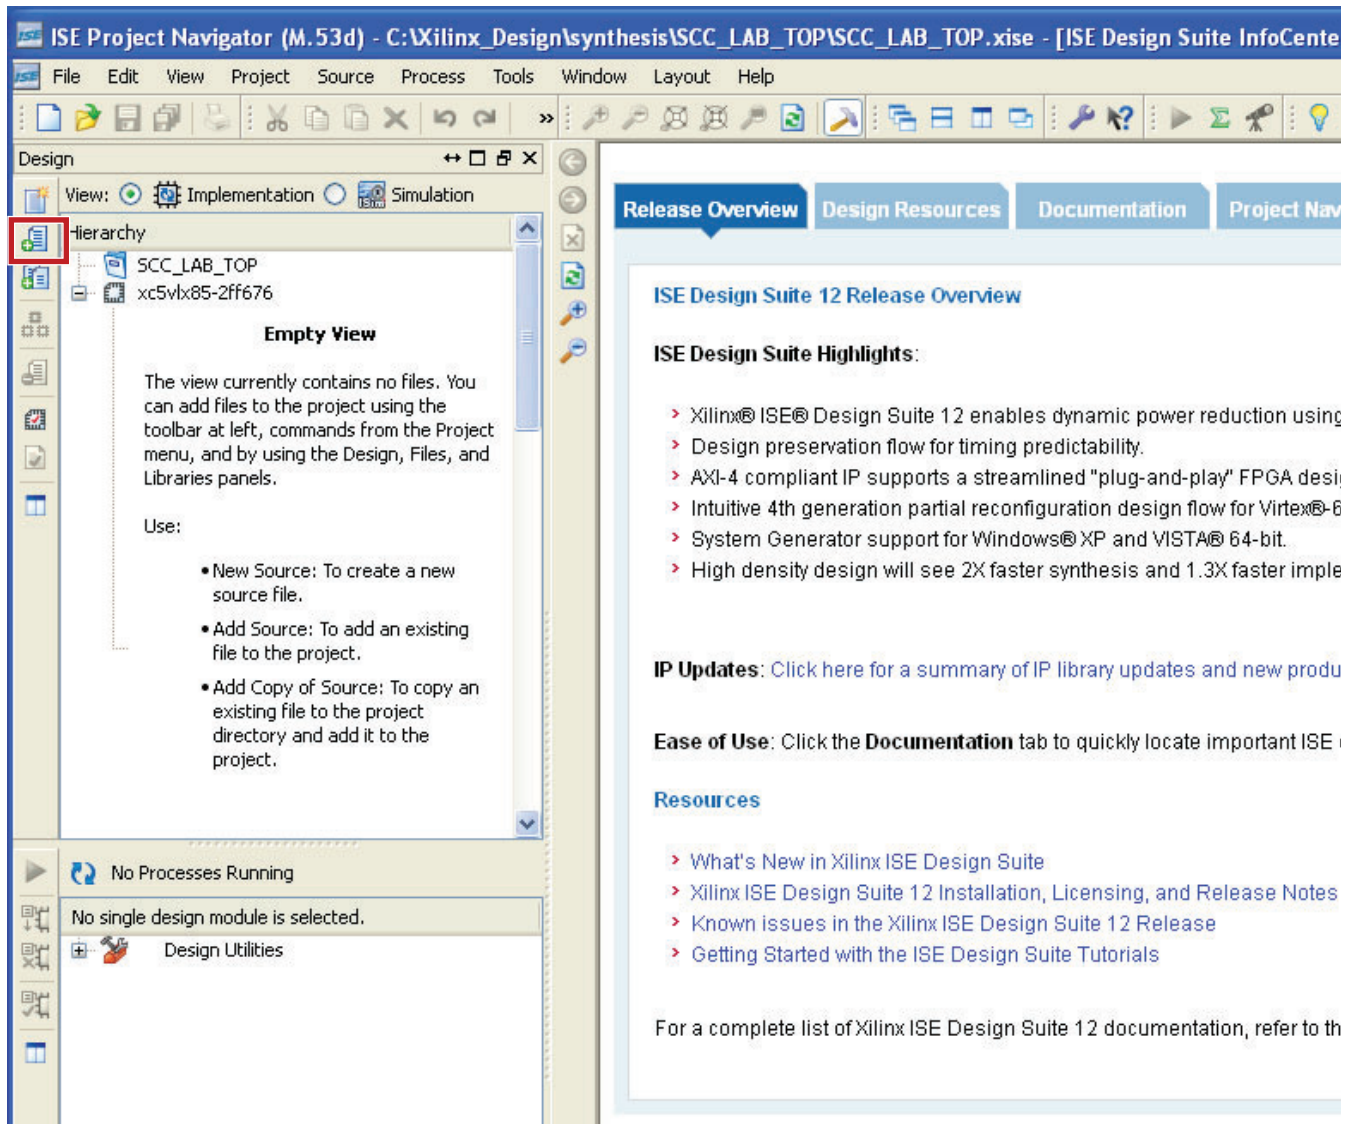 ISE Project Navigator (M.53d) - C:\Xilinx_Design\synthesis\SCC_LAB_TOP\SCC_LAB_TOP.xise - [ISE Design Suite InfoCente
File Edit View Project Source Process Tools Window Layout Help
Design
View: Implementation Simulation
Hierarchy
SCC_LAB_TOP
xc5vlx85-2ff676
Empty View
The view currently contains no files. You
can add files to the project using the
toolbar at left, commands from the Project
menu, and by using the Design, Files, and
Libraries panels.
Use:
• New Source: To create a new
source file.
• Add Source: To add an existing
file to the project.
• Add Copy of Source: To copy an
existing file to the project
directory and add it to the
project.
No Processes Running
No single design module is selected.
Design Utilities
Release Overview Design Resources Documentation Project Nav
ISE Design Suite 12 Release Overview
ISE Design Suite Highlights:
Xilinx® ISE® Design Suite 12 enables dynamic power reduction using
Design preservation flow for timing predictability.
AXI-4 compliant IP supports a streamlined "plug-and-play" FPGA desi
Intuitive 4th generation partial reconfiguration design flow for Virtex®-6
System Generator support for Windows® XP and VISTA® 64-bit.
High density design will see 2X faster synthesis and 1.3X faster imple
IP Updates: Click here for a summary of IP library updates and new produ
Ease of Use: Click the Documentation tab to quickly locate important ISE
Resources
What's New in Xilinx ISE Design Suite
Xilinx ISE Design Suite 12 Installation, Licensing, and Release Notes
Known issues in the Xilinx ISE Design Suite 12 Release
Getting Started with the ISE Design Suite Tutorials
For a complete list of Xilinx ISE Design Suite 12 documentation, refer to th